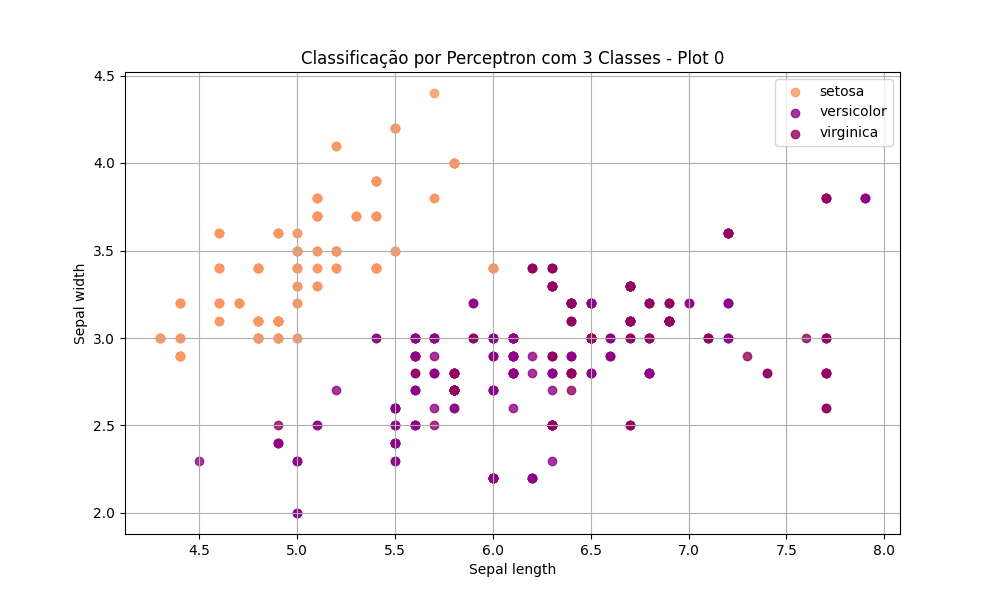 Classificação por Perceptron com 3 Classes - Plot 0
setosa
versicolor
virginica
4.5
4.0
3.5
3.0
2.5
2.0
Sepal width
4.5
5.0
5.5
6.0
6.5
7.0
7.5
8.0
Sepal length